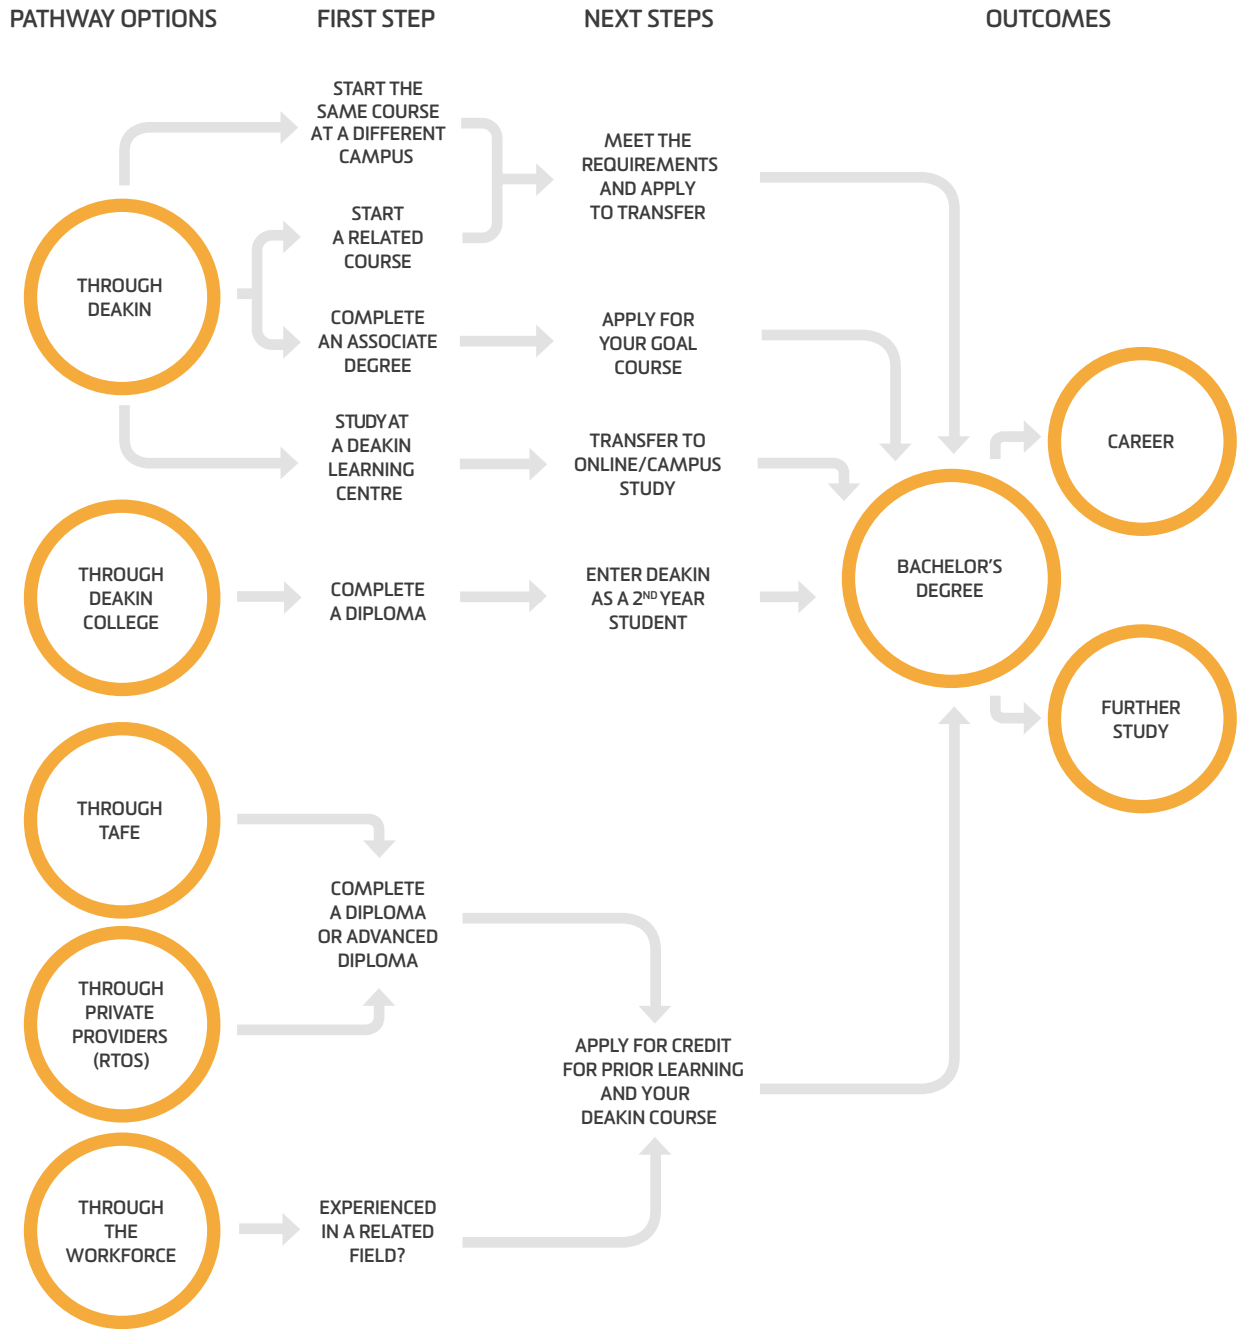 PATHWAY OPTIONS
FIRST STEP
NEXT STEPS
OUTCOMES
THROUGH
DEAKIN
START THE
SAME COURSE
AT A DIFFERENT
CAMPUS
START
A RELATED
COURSE
MEET THE
REQUIREMENTS
AND APPLY
TO TRANSFER
COMPLETE
AN ASSOCIATE
DEGREE
APPLY FOR
YOUR GOAL
COURSE
STUDY AT
A DEAKIN
LEARNING
CENTRE
TRANSFER TO
ONLINE/CAMPUS
STUDY
THROUGH
DEAKIN
COLLEGE
COMPLETE
A DIPLOMA
ENTER DEAKIN
AS A 2ND YEAR
STUDENT
BACHELOR'S
DEGREE
CAREER
FURTHER
STUDY
THROUGH
TAFE
COMPLETE
A DIPLOMA
OR ADVANCED
DIPLOMA
THROUGH
PRIVATE
PROVIDERS
(RTOS)
APPLY FOR CREDIT
FOR PRIOR LEARNING
AND YOUR
DEAKIN COURSE
THROUGH
THE
WORKFORCE
EXPERIENCED
IN A RELATED
FIELD?